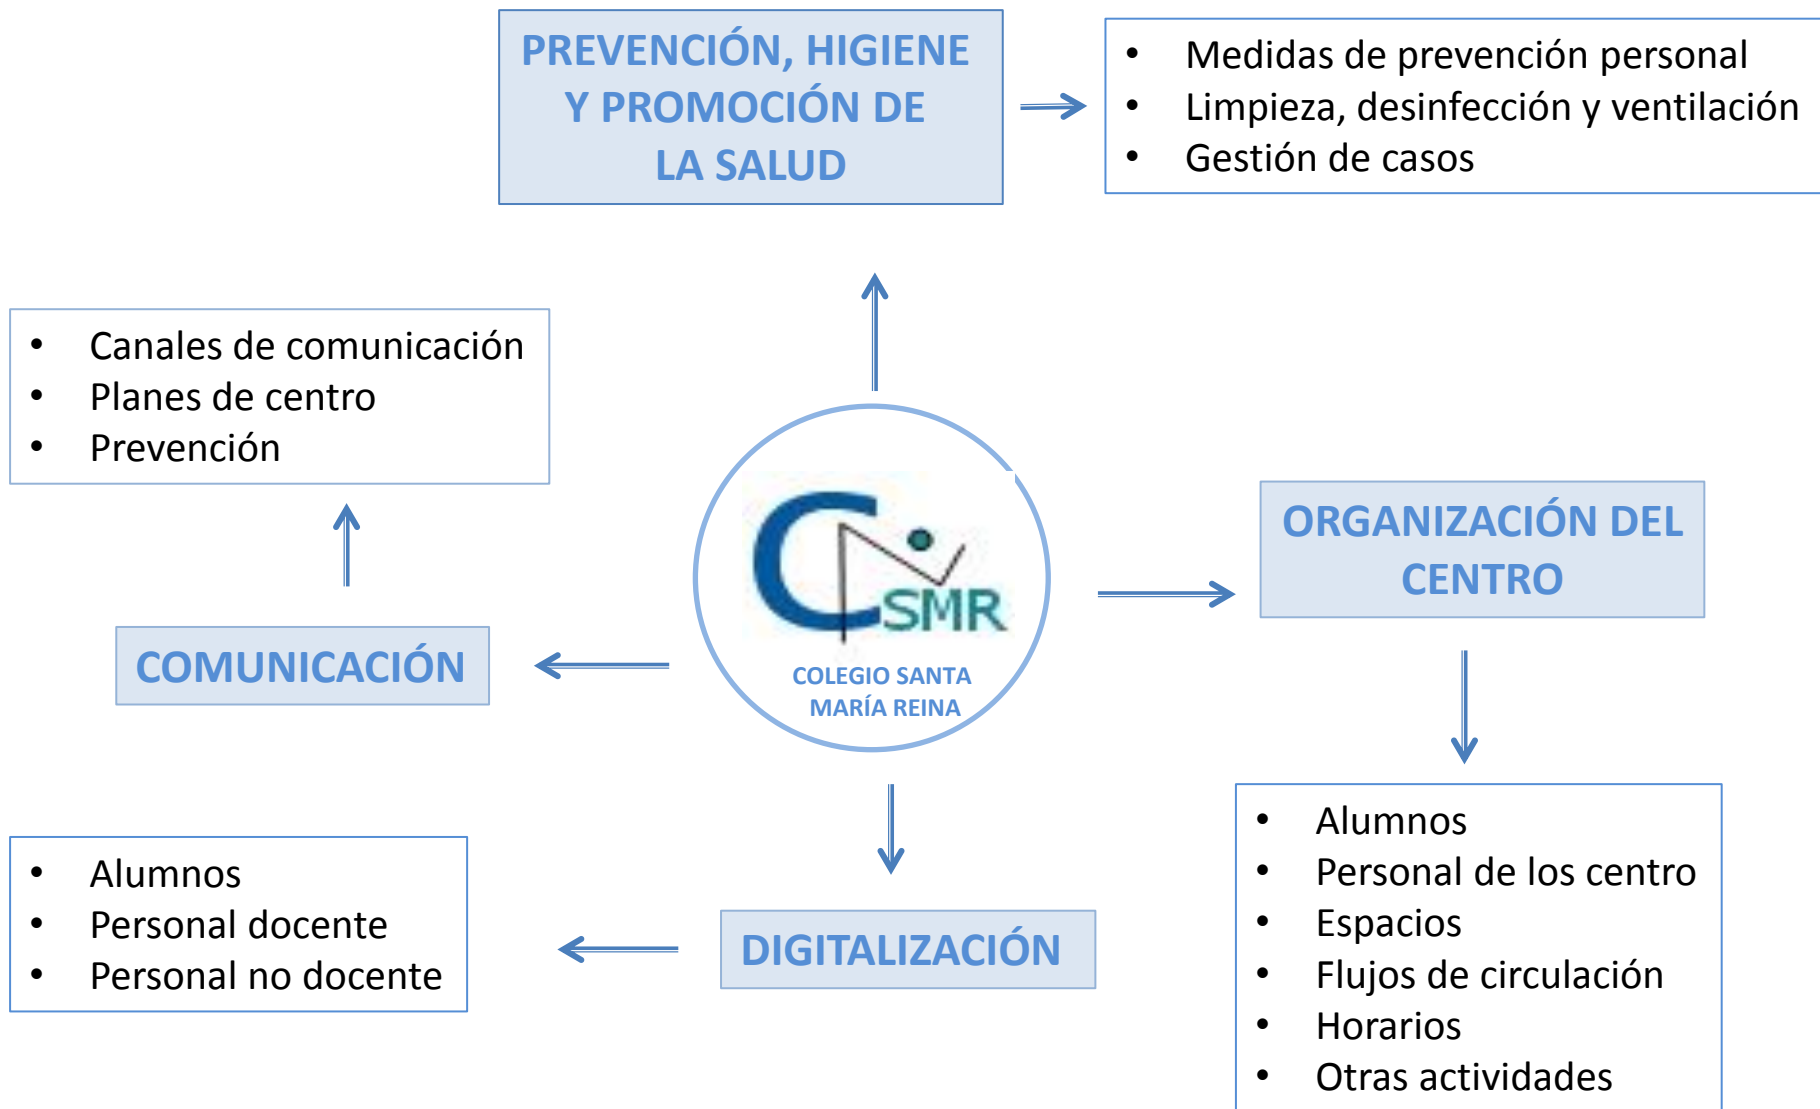 PREVENCIÓN, HIGIENE
Y PROMOCIÓN DE
LA SALUD
• Medidas de prevención personal
• Limpieza, desinfección y ventilación
• Gestión de casos
• Canales de comunicación
• Planes de centro
• Prevención
COMUNICACIÓN
CSMR
COLEGIO SANTA
MARÍA REINA
ORGANIZACIÓN DEL
CENTRO
• Alumnos
• Personal docente
• Personal no docente
DIGITALIZACIÓN
• Alumnos
• Personal de los centro
• Espacios
• Flujos de circulación
• Horarios
• Otras actividades